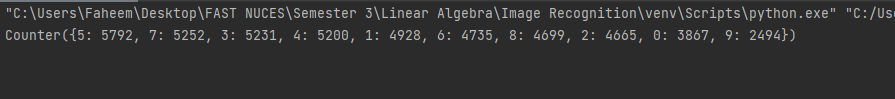 "C:\Users\Faheem\Desktop\FAST NUCES\Semester 3\Linear Algebra\Image Recognition\venv\Scripts\python.exe" "C:/Use
Counter({5: 5792, 7: 5252, 3: 5231, 4: 5200, 1: 4928, 6: 4735, 8: 4699, 2: 4665, 0: 3867, 9: 2494})